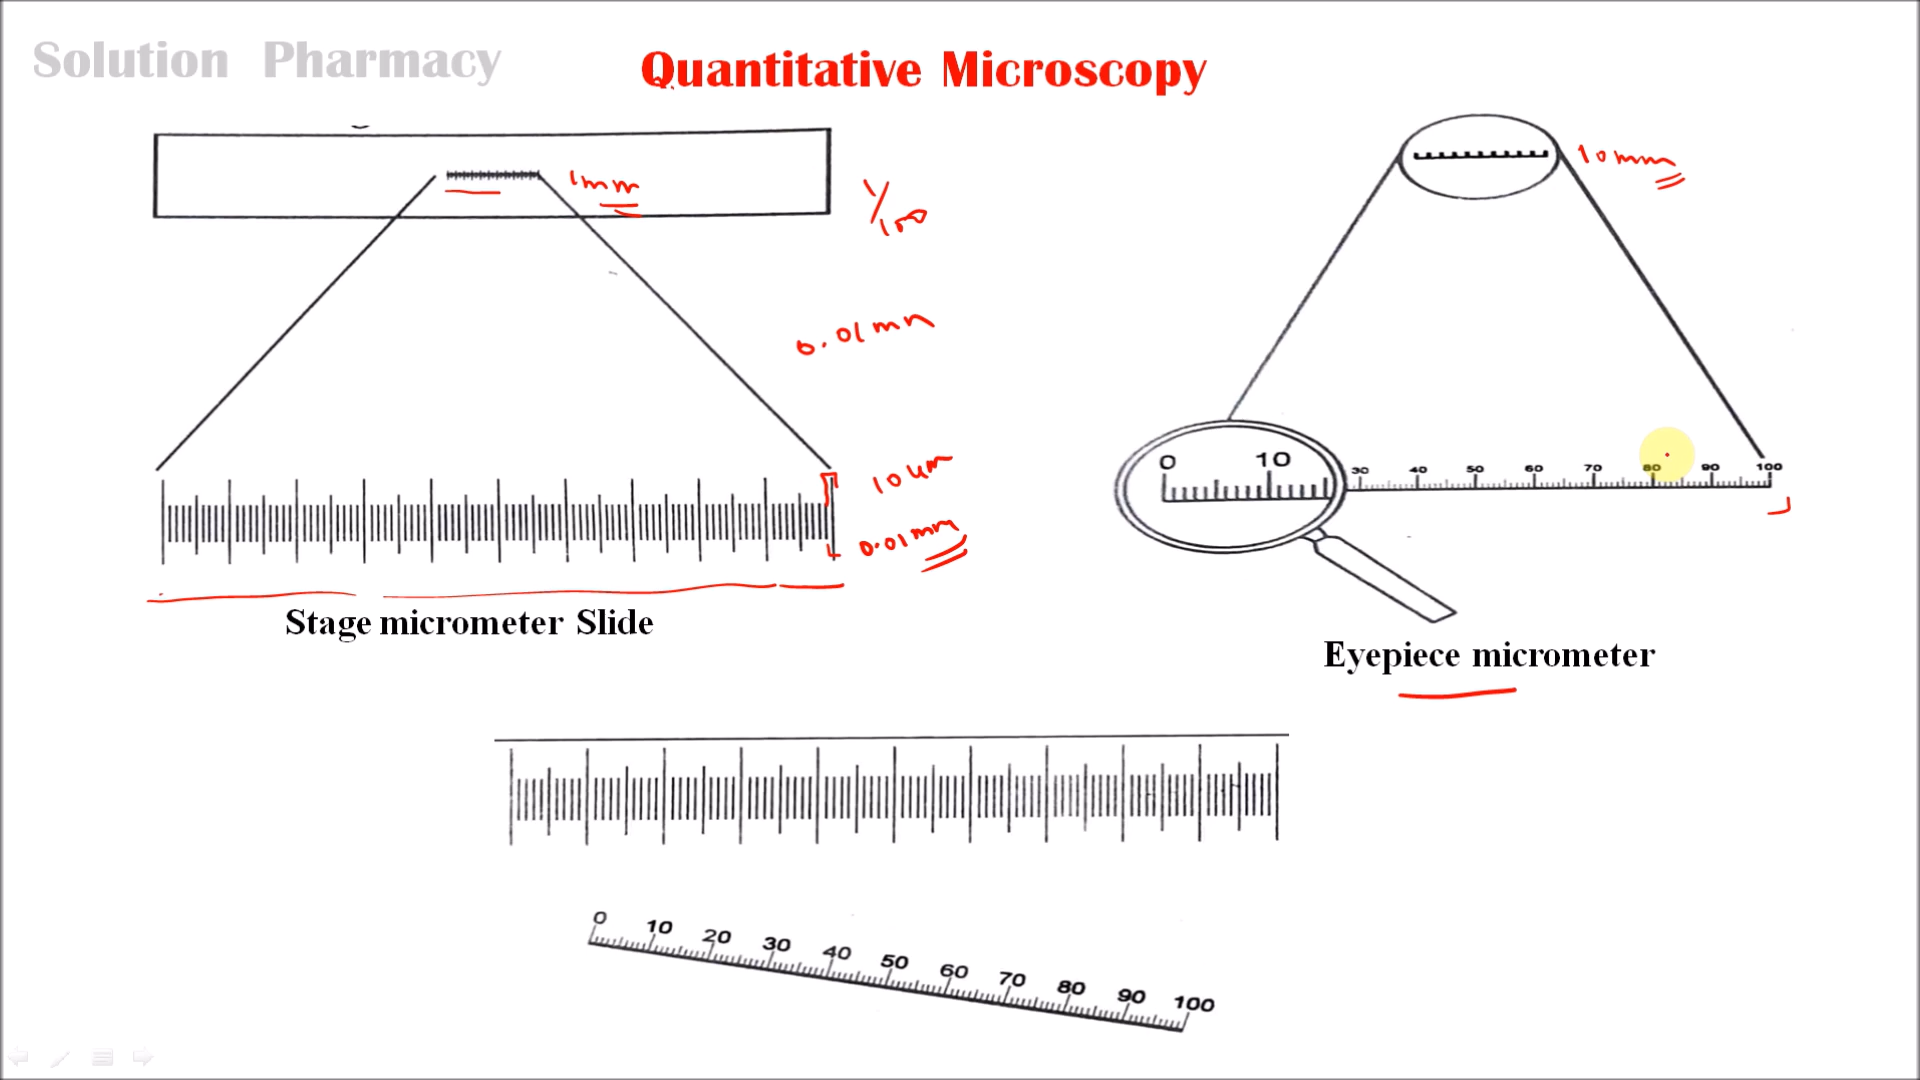 Solution Pharmacy
Quantitative Microscopy
1mm
1/100
10mm
0.01mm
10µm
0.01mm
0 10 30 40 50 60 70 80 90 100
Stage micrometer Slide
Eyepiece micrometer
0 10 20 30 40 50 60 70 80 90 100